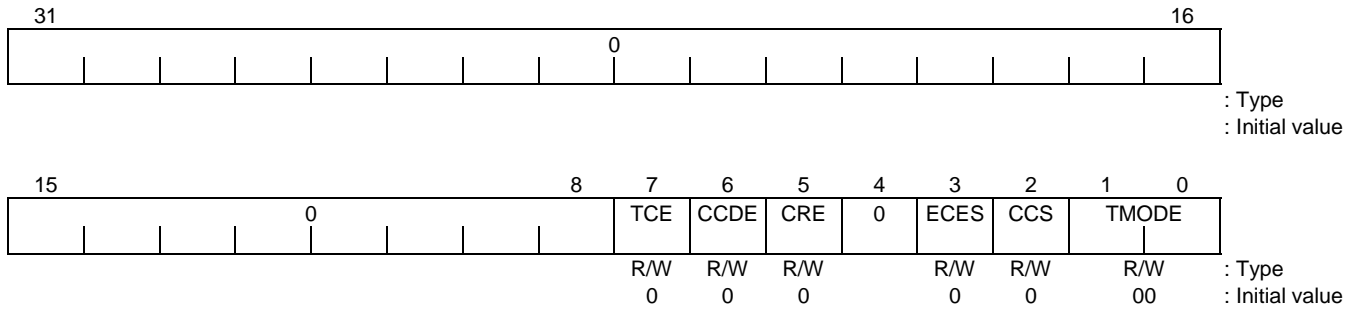 31 16
0
: Type
: Initial value
15 8 7 6 5 4 3 2 1 0
0 TCE CCDE CRE 0 ECES CCS TMODE
R/W R/W R/W R/W R/W R/W : Type
0 0 0 0 0 00 : Initial value